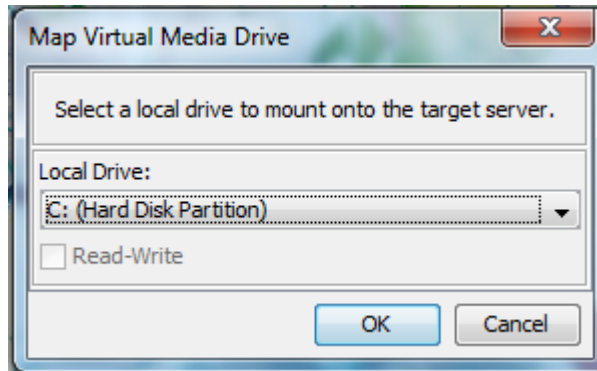 Map Virtual Media Drive
Select a local drive to mount onto the target server.
Local Drive:
C: (Hard Disk Partition)
Read-Write
OK
Cancel